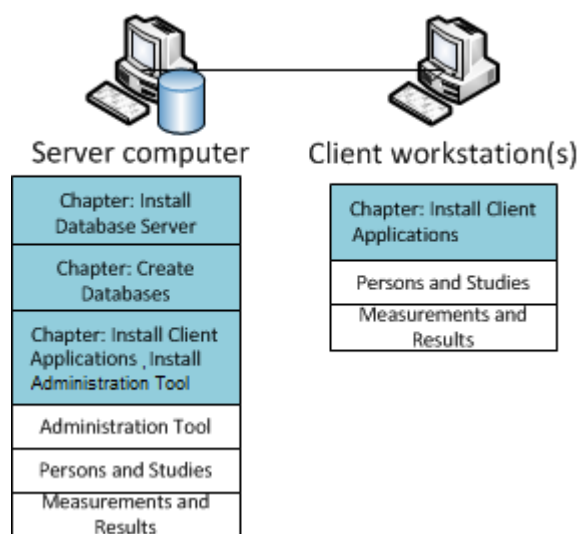 Server computer
Chapter: Install
Database Server
Chapter: Create
Databases
Chapter: Install Client
Applications , Install
Administration Tool
Administration Tool
Persons and Studies
Measurements and
Results
Client workstation(s)
Chapter: Install Client
Applications
Persons and Studies
Measurements and
Results